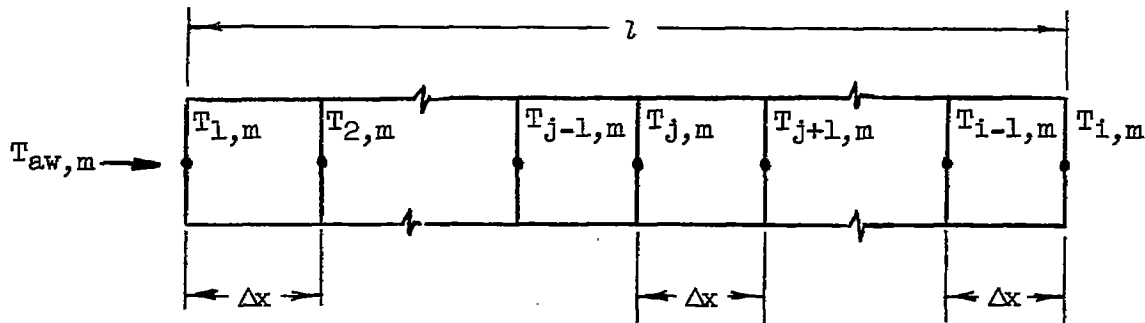 l
T1,m T2,m Tj-1,m Tj,m Tj+1,m Ti-1,m Ti,m
Taw,m
Δx Δx Δx